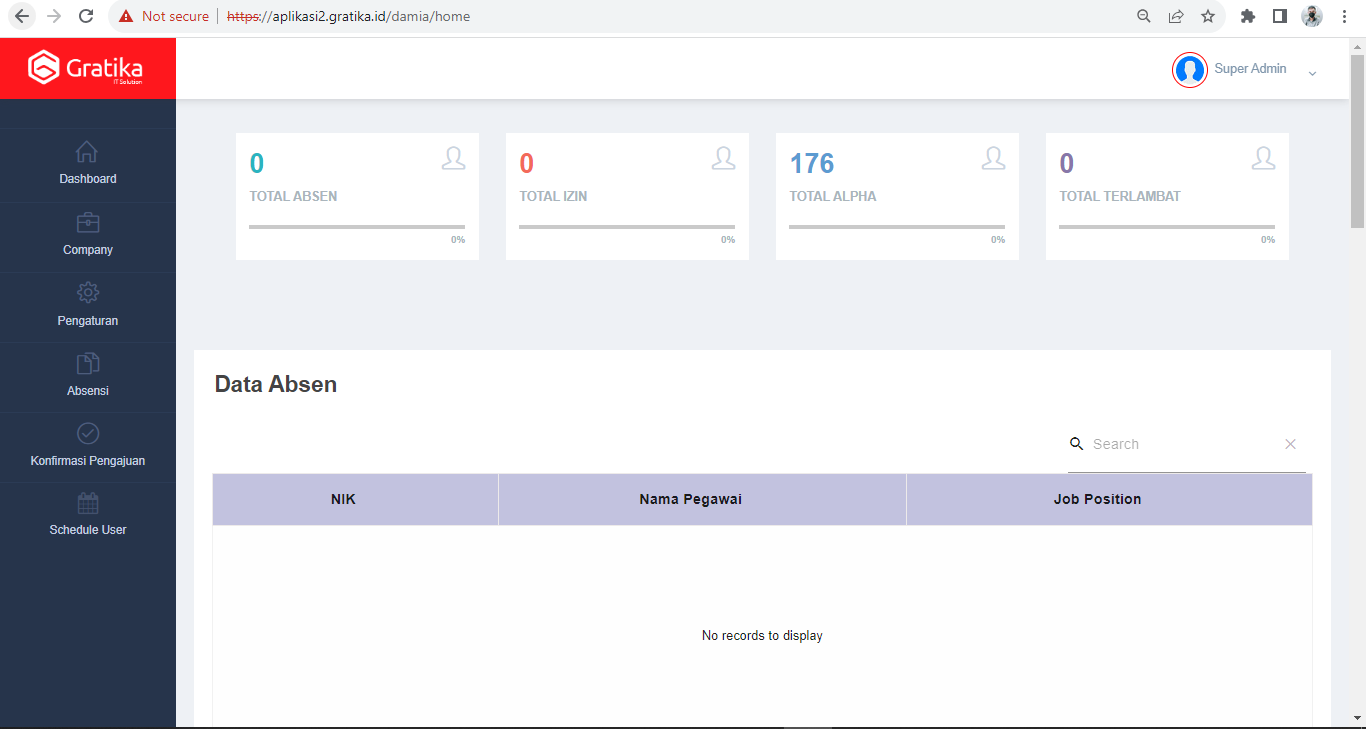 Not secure https://aplikasi2.gratika.id/damia/home
Gratika
IT Solution
Super Admin
Dashboard
Company
Pengaturan
Absensi
Konfirmasi Pengajuan
Schedule User
0
TOTAL ABSEN
0%
0
TOTAL IZIN
0%
176
TOTAL ALPHA
0%
0
TOTAL TERLAMBAT
0%
Data Absen
Search
NIK Nama Pegawai Job Position
No records to display